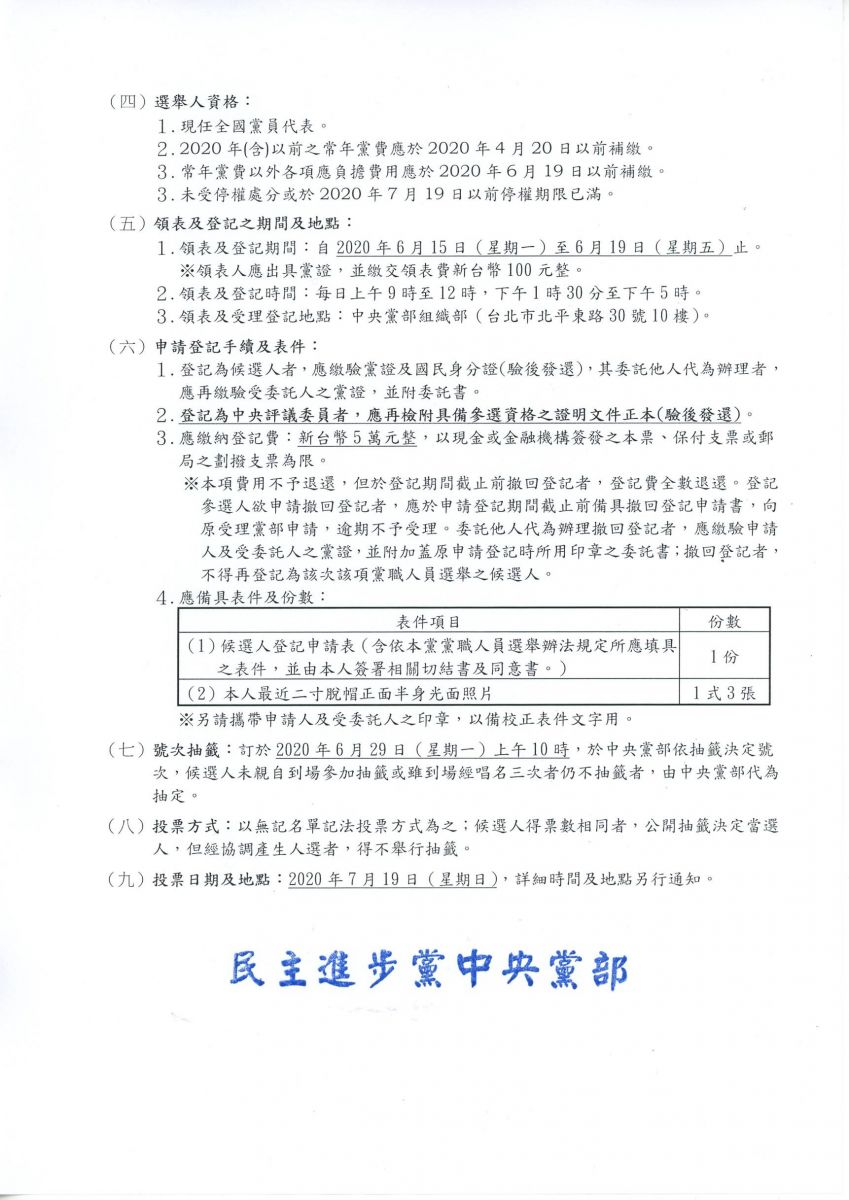 （四）選舉人資格：
1.現任全國黨員代表。
2.2020 年(含)以前之常年黨費應於 2020 年 4 月 20 日以前補繳。
3.常年黨費以外各項應負擔費用應於 2020 年 6 月 19 日以前補繳。
3.未受停權處分或於 2020 年 7 月 19 日以前停權期限已滿。
（五）領表及登記之期間及地點：
1.領表及登記期間：自 2020 年 6 月 15 日（星期一）至 6 月 19 日（星期五）止。
※領表人應出具黨證，並繳交領表費新台幣 100 元整。
2.領表及登記時間：每日上午 9 時至 12 時，下午 1 時 30 分至下午 5 時。
3.領表及受理登記地點：中央黨部組織部（台北市北平東路 30 號 10 樓）。
（六）申請登記手續及表件：
1.登記為候選人者，應繳驗黨證及國民身分證(驗後發還)，其委託他人代為辦理者，
應再繳驗受委託人之黨證，並附委託書。
2.登記為中央評議委員者，應再檢附具備參選資格之證明文件正本(驗後發還)。
3.應繳納登記費：新台幣 5 萬元整，以現金或金融機構簽發之本票、保付支票或郵
局之劃撥支票為限。
※本項費用不予退還，但於登記期間截止前撤回登記者，登記費全數退還。登記
參選人欲申請撤回登記者，應於申請登記期間截止前備具撤回登記申請書，向
原受理黨部申請，逾期不予受理。委託他人代為辦理撤回登記者，應繳驗申請
人及受委託人之黨證，並附加蓋原申請登記時所用印章之委託書；撤回登記者，
不得再登記為該次該項黨職人員選舉之候選人。
4.應備具表件及份數：
表件項目 份數
（1）候選人登記申請表（含依本黨黨職人員選舉辦法規定所應填具
之表件，並由本人簽署相關切結書及同意書。） 1 份
（2）本人最近二寸脫帽正面半身光面照片 1 式 3 張
※另請攜帶申請人及受委託人之印章，以備校正表件文字用。
（七）號次抽籤：訂於 2020 年 6 月 29 日（星期一）上午 10 時，於中央黨部依抽籤決定號
次，候選人未親自到場參加抽籤或雖到場經唱名三次者仍不抽籤者，由中央黨部代為
抽定。
（八）投票方式：以無記名單記法投票方式為之；候選人得票數相同者，公開抽籤決定當選
人，但經協調產生人選者，得不舉行抽籤。
（九）投票日期及地點：2020 年 7 月 19 日（星期日），詳細時間及地點另行通知。
民主進步黨中央黨部